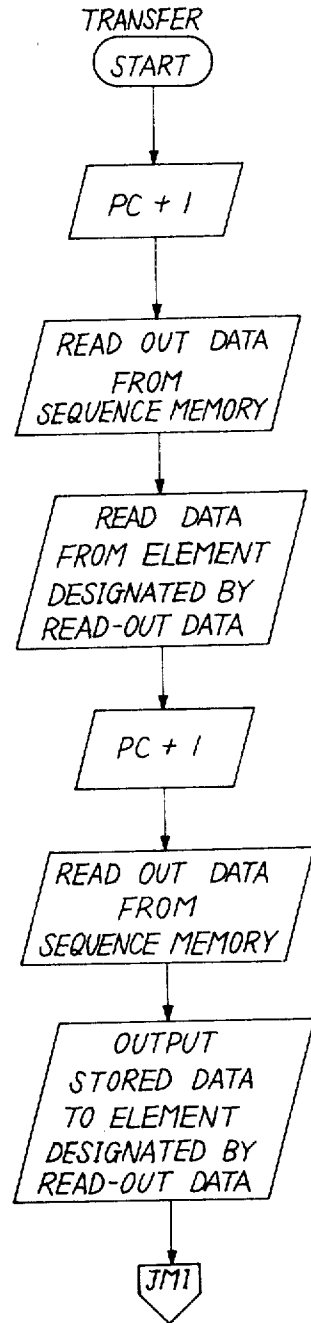 TRANSFER
START
PC + 1
READ OUT DATA
FROM
SEQUENCE MEMORY
READ DATA
FROM ELEMENT
DESIGNATED BY
READ-OUT DATA
PC + 1
READ OUT DATA
FROM
SEQUENCE MEMORY
OUTPUT
STORED DATA
TO ELEMENT
DESIGNATED BY
READ-OUT DATA
JM1